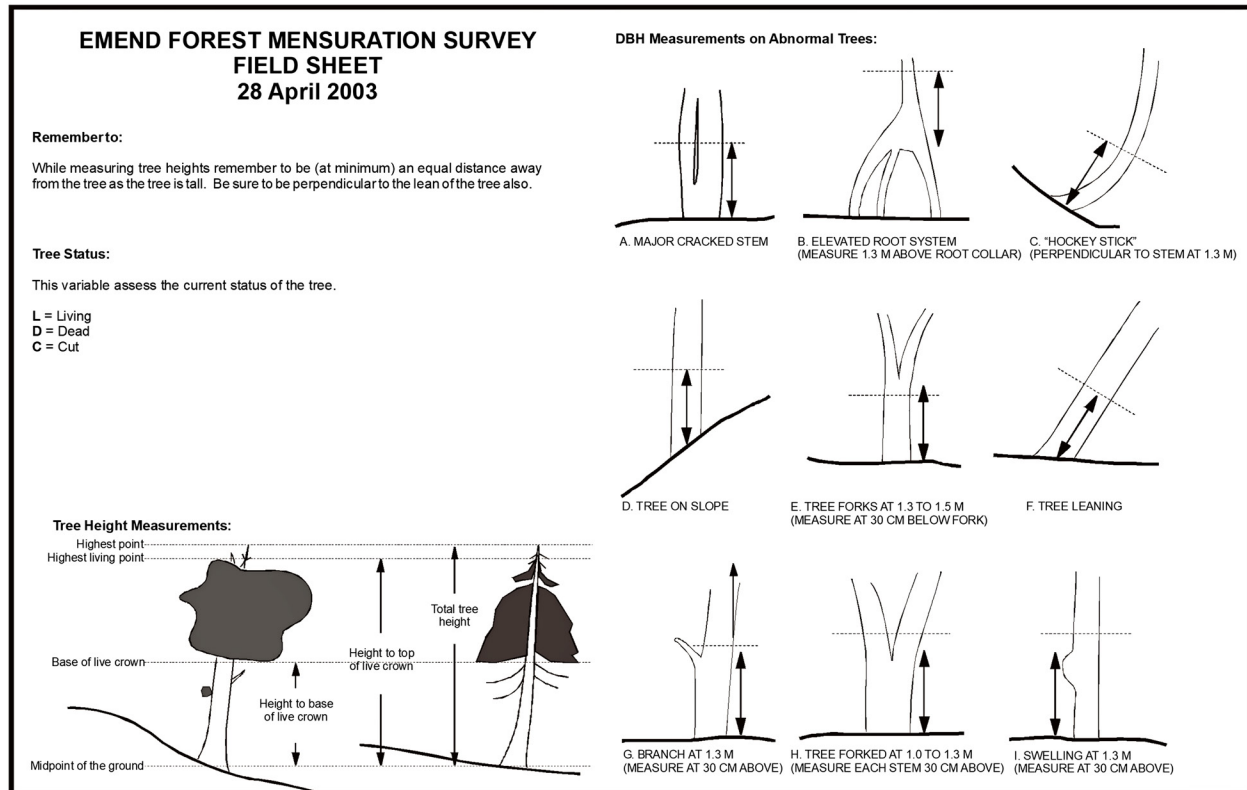 EMEND FOREST MENSURATION SURVEY
FIELD SHEET
28 April 2003
Remember to:
While measuring tree heights remember to be (at minimum) an equal distance away
from the tree as the tree is tall. Be sure to be perpendicular to the lean of the tree also.
Tree Status:
This variable assess the current status of the tree.
L = Living
D = Dead
C = Cut
Tree Height Measurements:
Highest point
Highest living point
Total tree
height
Height to top
of live crown
Base of live crown
Height to base
of live crown
Midpoint of the ground
DBH Measurements on Abnormal Trees:
A. MAJOR CRACKED STEM
B. ELEVATED ROOT SYSTEM
(MEASURE 1.3 M ABOVE ROOT COLLAR)
C. "HOCKEY STICK"
(PERPENDICULAR TO STEM AT 1.3 M)
D. TREE ON SLOPE
E. TREE FORKS AT 1.3 TO 1.5 M
(MEASURE AT 30 CM BELOW FORK)
F. TREE LEANING
G. BRANCH AT 1.3 M
(MEASURE AT 30 CM ABOVE)
H. TREE FORKED AT 1.0 TO 1.3 M
(MEASURE EACH STEM 30 CM ABOVE)
I. SWELLING AT 1.3 M
(MEASURE AT 30 CM ABOVE)